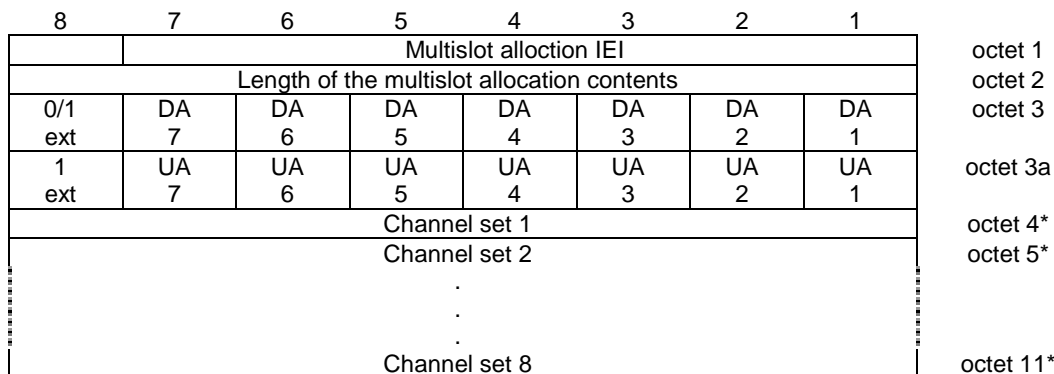 8 7 6 5 4 3 2 1
Multislot alloction IEI octet 1
Length of the multislot allocation contents octet 2
0/1 DA DA DA DA DA DA DA octet 3
ext 7 6 5 4 3 2 1
1 UA UA UA UA UA UA UA octet 3a
ext 7 6 5 4 3 2 1
Channel set 1 octet 4*
Channel set 2 octet 5*
.
.
.
Channel set 8 octet 11*